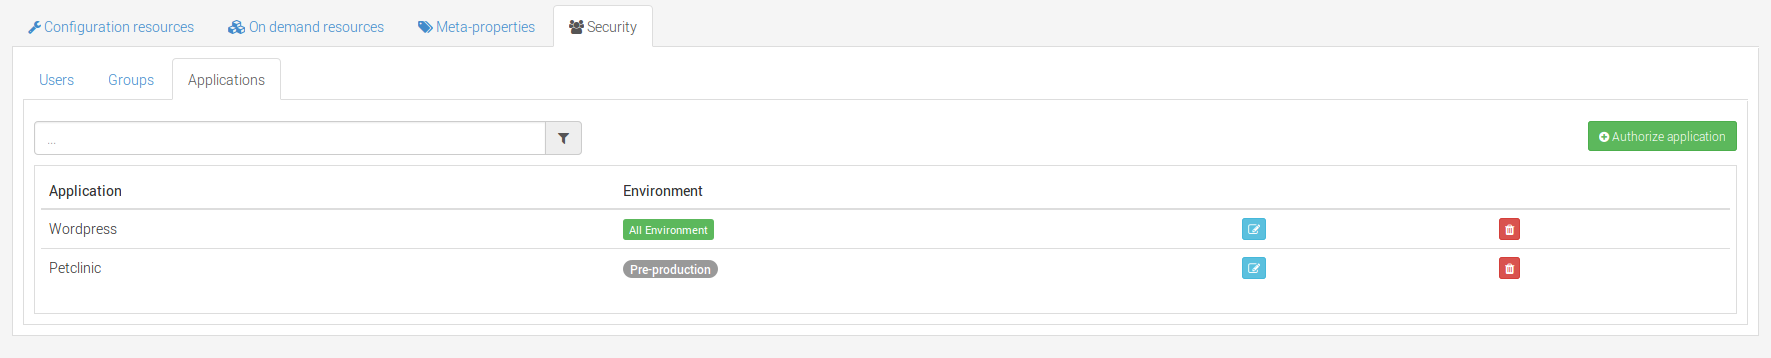 Configuration resources On demand resources Meta-properties Security
Users Groups Applications
...
Authorize application
Application Environment
Wordpress All Environment
Petclinic Pre-production